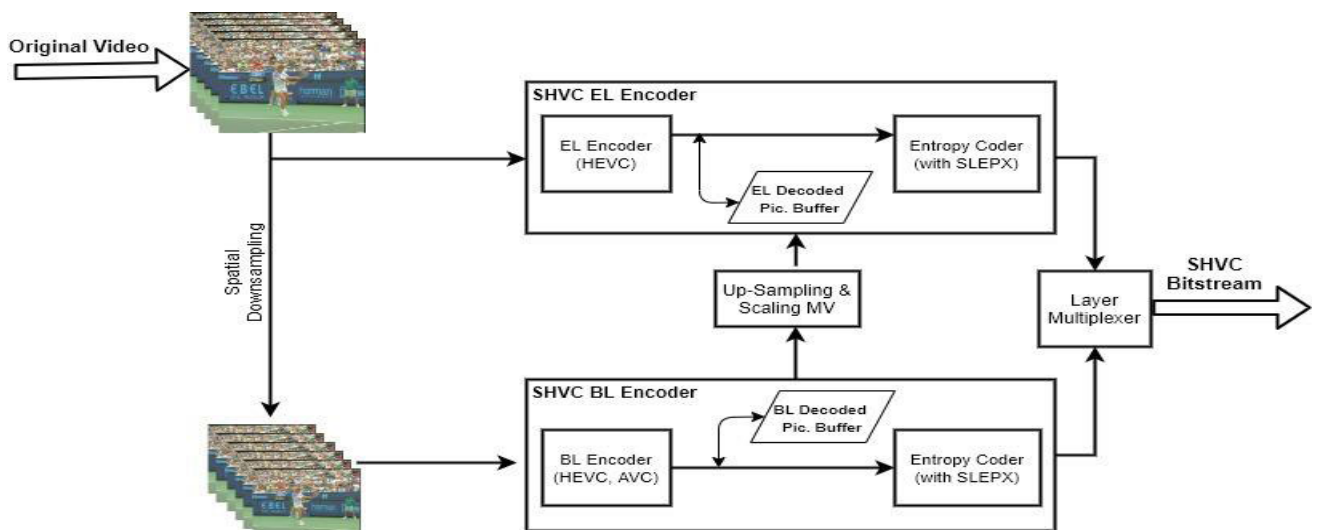 Original Video
EBEL
SHVC EL Encoder
EL Encoder
(HEVC)
Entropy Coder
(with SLEPX)
EL Decoded
Pic. Buffer
Spatial
Downsampling
Up-Sampling &
Scaling MV
SHVC
Bitstream
Layer
Multiplexer
SHVC BL Encoder
BL Decoded
Pic. Buffer
BL Encoder
(HEVC, AVC)
Entropy Coder
(with SLEPX)
EBEL